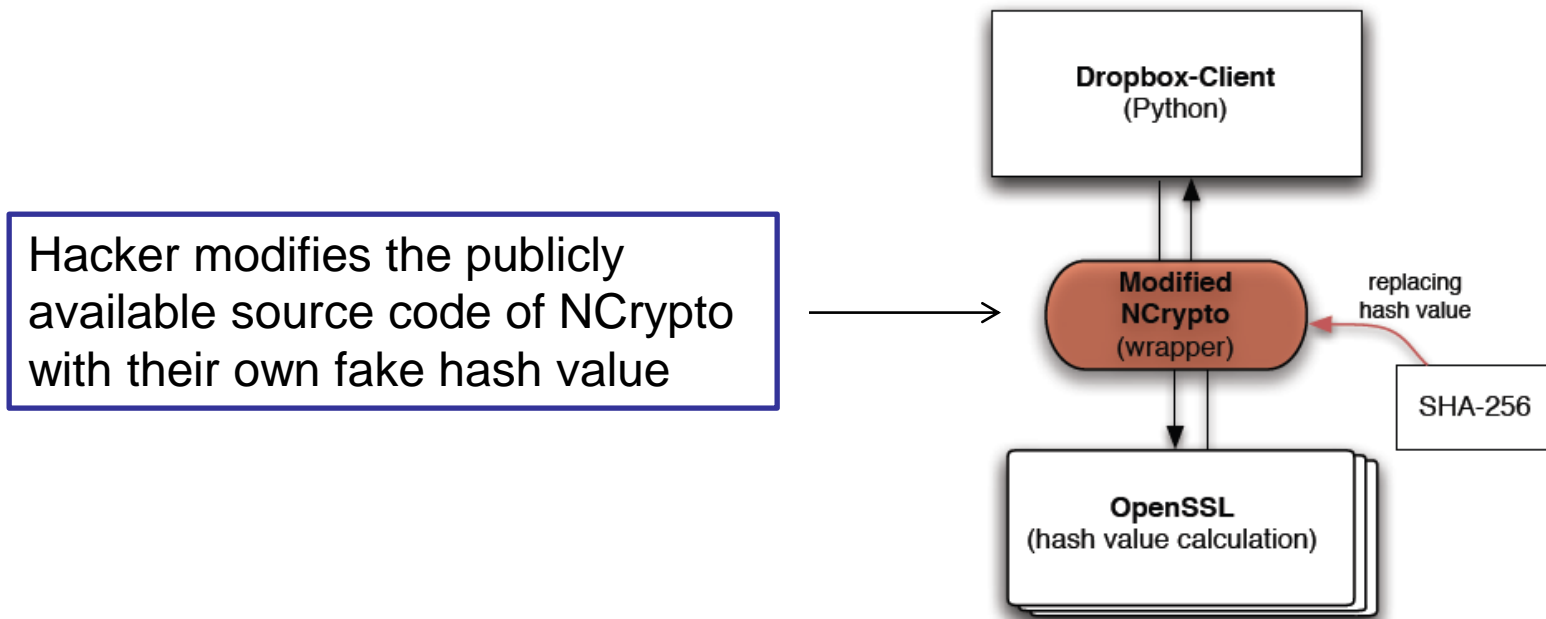 Dropbox-Client
(Python)
Hacker modifies the publicly
available source code of NCrypto
with their own fake hash value
Modified
NCrypto
(wrapper)
replacing
hash value
SHA-256
OpenSSL
(hash value calculation)